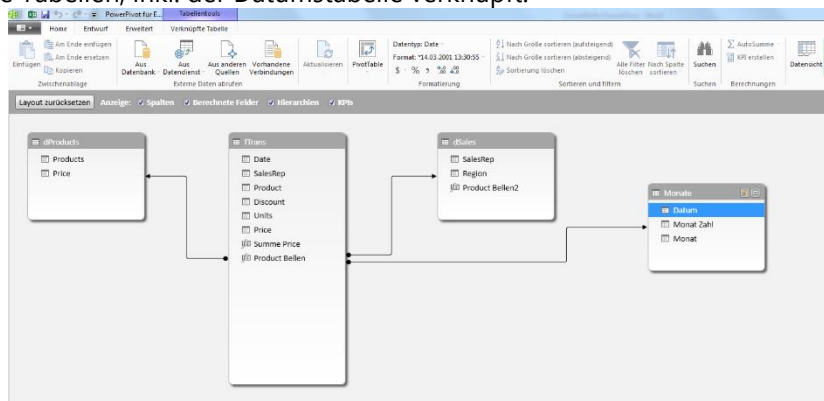 e Tabellen, inkl. der Datumstabelle verknüpft.
PowerPivot für E...
Tabellentools
Home Entwurf Erweitert Verknüpfte Tabelle
Einfügen
Am Ende einfügen
Am Ende ersetzen
Kopieren
Zwischenablage
Aus Datenbank
Aus Datendienst
Aus anderen Quellen
Vorhandene Verbindungen
Externe Daten abrufen
Aktualisieren
PivotTable
Datentyp: Date
Format: *14.03.2001 13:30:55
$ % ,
Formatierung
Nach Größe sortieren (aufsteigend)
Nach Größe sortieren (absteigend)
Sortierung löschen
Alle Filter löschen
Nach Spalte sortieren
Sortieren und filtern
Suchen
Suchen
AutoSumme
KPI erstellen
Berechnungen
Datensicht
Layout zurücksetzen Anzeige: Spalten Berechnete Felder Hierarchien KPIs
dProducts
Products
Price
fTrans
Date
SalesRep
Product
Discount
Units
Price
Summe Price
Product Bellen
dSales
SalesRep
Region
Product Bellen2
Monate
Datum
Monat Zahl
Monat